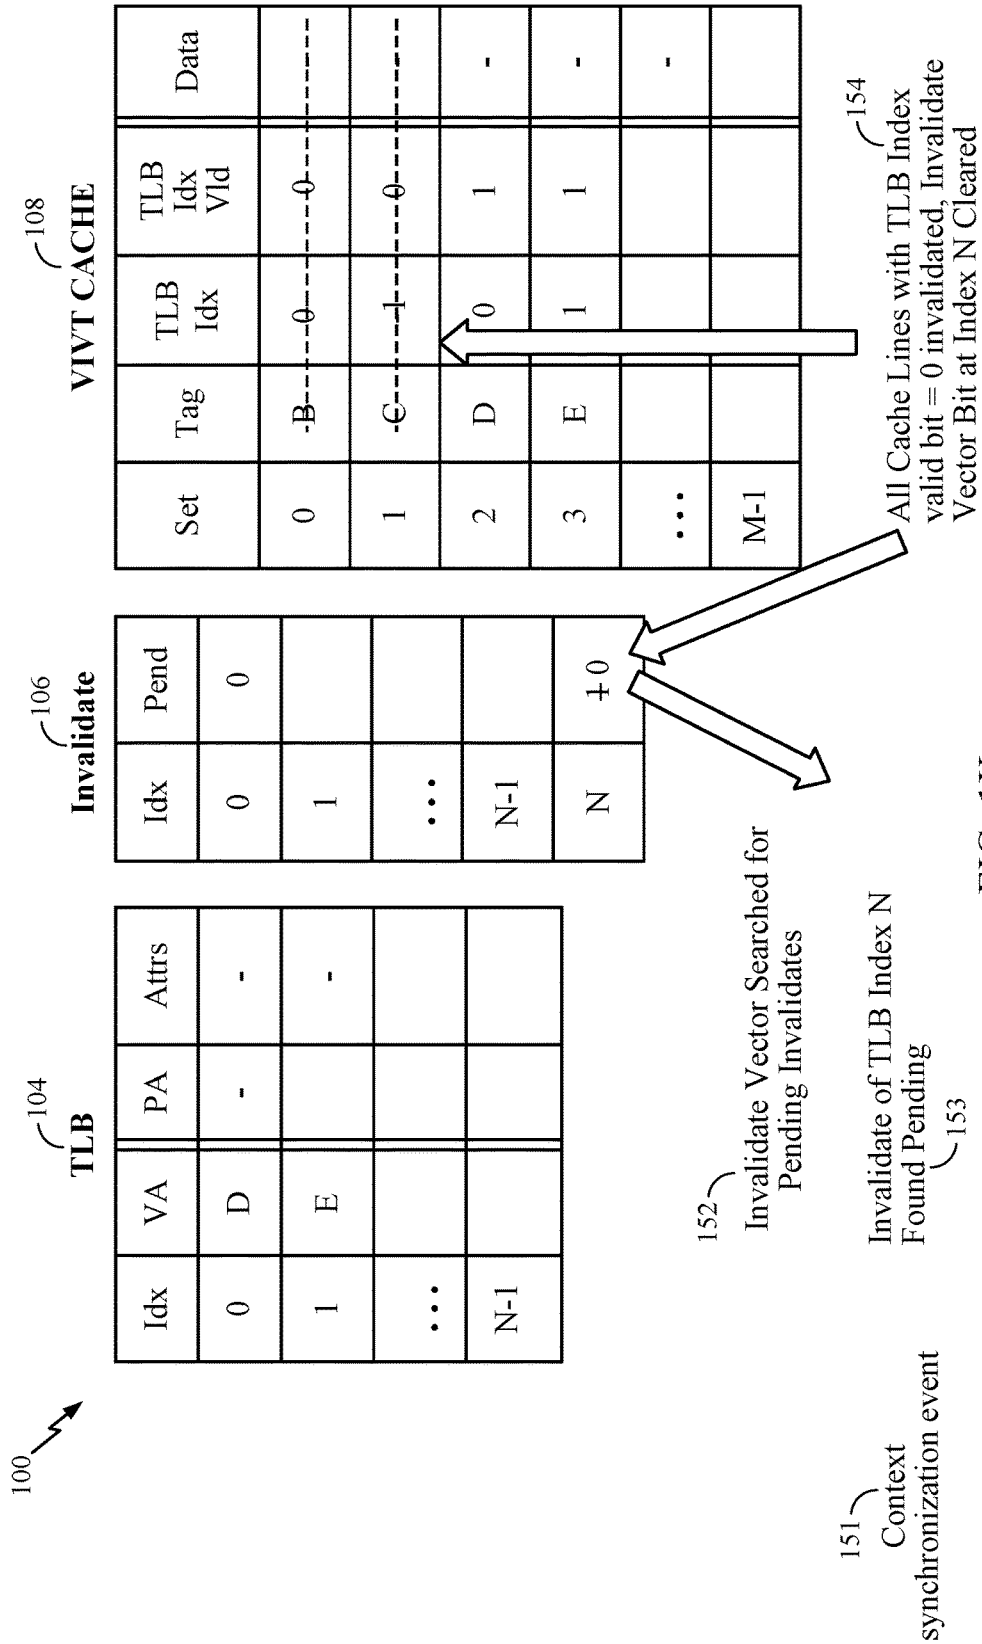 100
104
TLB
Idx VA PA Attrs
0 D - -
1 E -
...
N-1
106
Invalidate
Idx Pend
0 0
1
...
N-1
N 1 0
108
VIVT CACHE
Set Tag TLB Idx TLB Idx Vld Data
0 B 0 0 -
1 C 1 0 -
2 D 0 1 -
3 E 1 1 -
... -
M-1
151
Context
synchronization event
152
Invalidate Vector Searched for
Pending Invalidates
Invalidate of TLB Index N
Found Pending
153
154
All Cache Lines with TLB Index
valid bit = 0 invalidated, Invalidate
Vector Bit at Index N Cleared